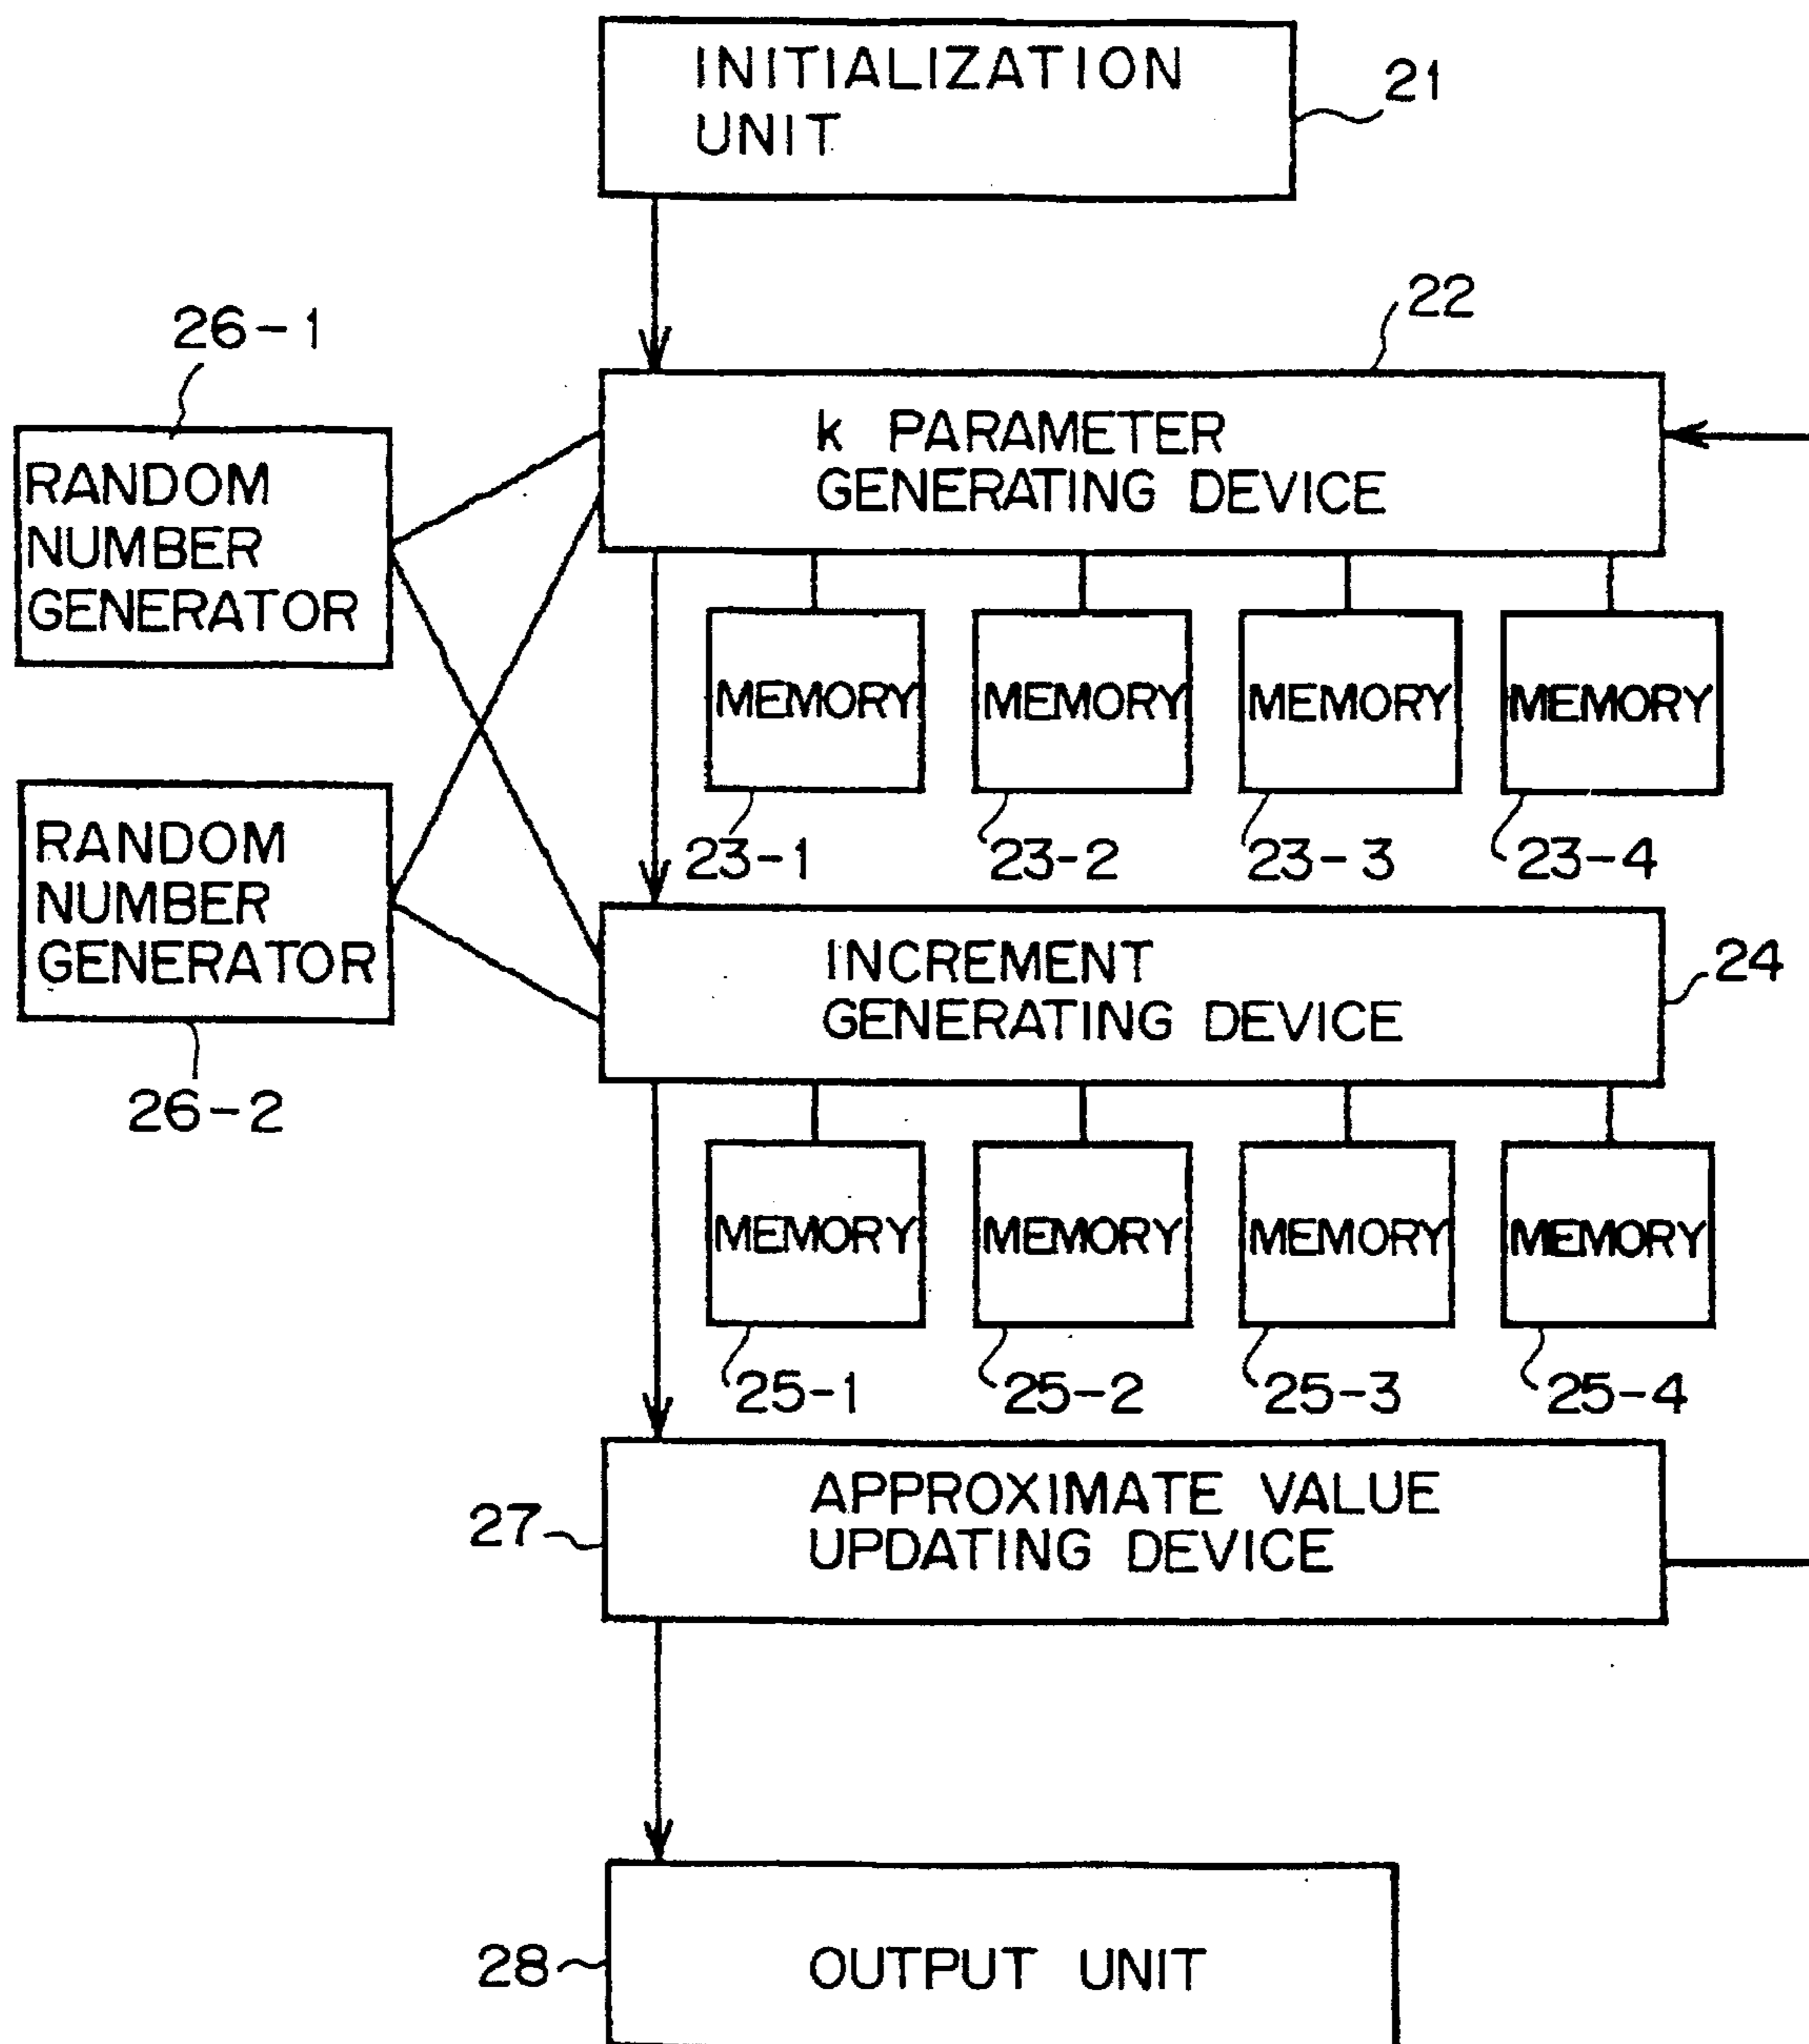 INITIALIZATION
UNIT
21
22
26-1
k PARAMETER
GENERATING DEVICE
RANDOM
NUMBER
GENERATOR
MEMORY
MEMORY
MEMORY
MEMORY
23-1
23-2
23-3
23-4
RANDOM
NUMBER
GENERATOR
26-2
INCREMENT
GENERATING DEVICE
24
MEMORY
MEMORY
MEMORY
MEMORY
25-1
25-2
25-3
25-4
27
APPROXIMATE VALUE
UPDATING DEVICE
28
OUTPUT UNIT